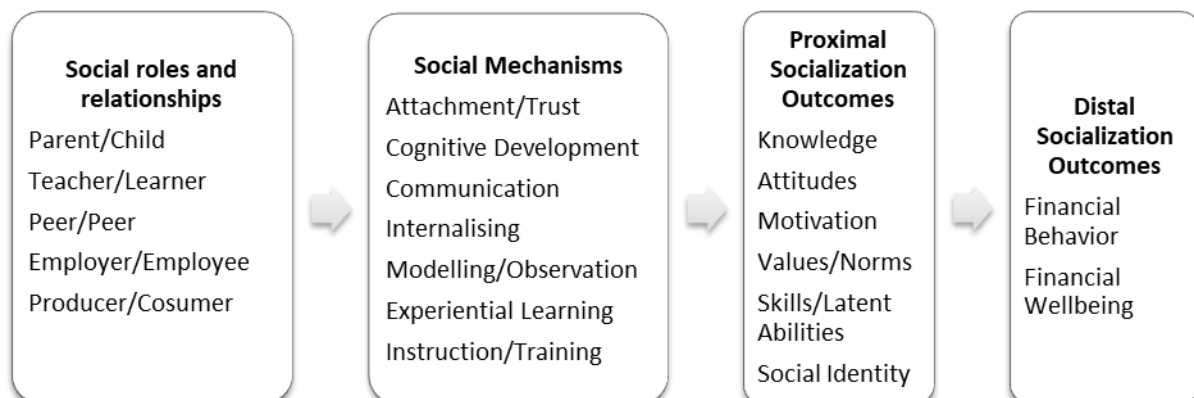 Social roles and
relationships
Parent/Child
Teacher/Learner
Peer/Peer
Employer/Employee
Producer/Cosumer
Social Mechanisms
Attachment/Trust
Cognitive Development
Communication
Internalising
Modelling/Observation
Experiential Learning
Instruction/Training
Proximal
Socialization
Outcomes
Knowledge
Attitudes
Motivation
Values/Norms
Skills/Latent
Abilities
Social Identity
Distal
Socialization
Outcomes
Financial
Behavior
Financial
Wellbeing